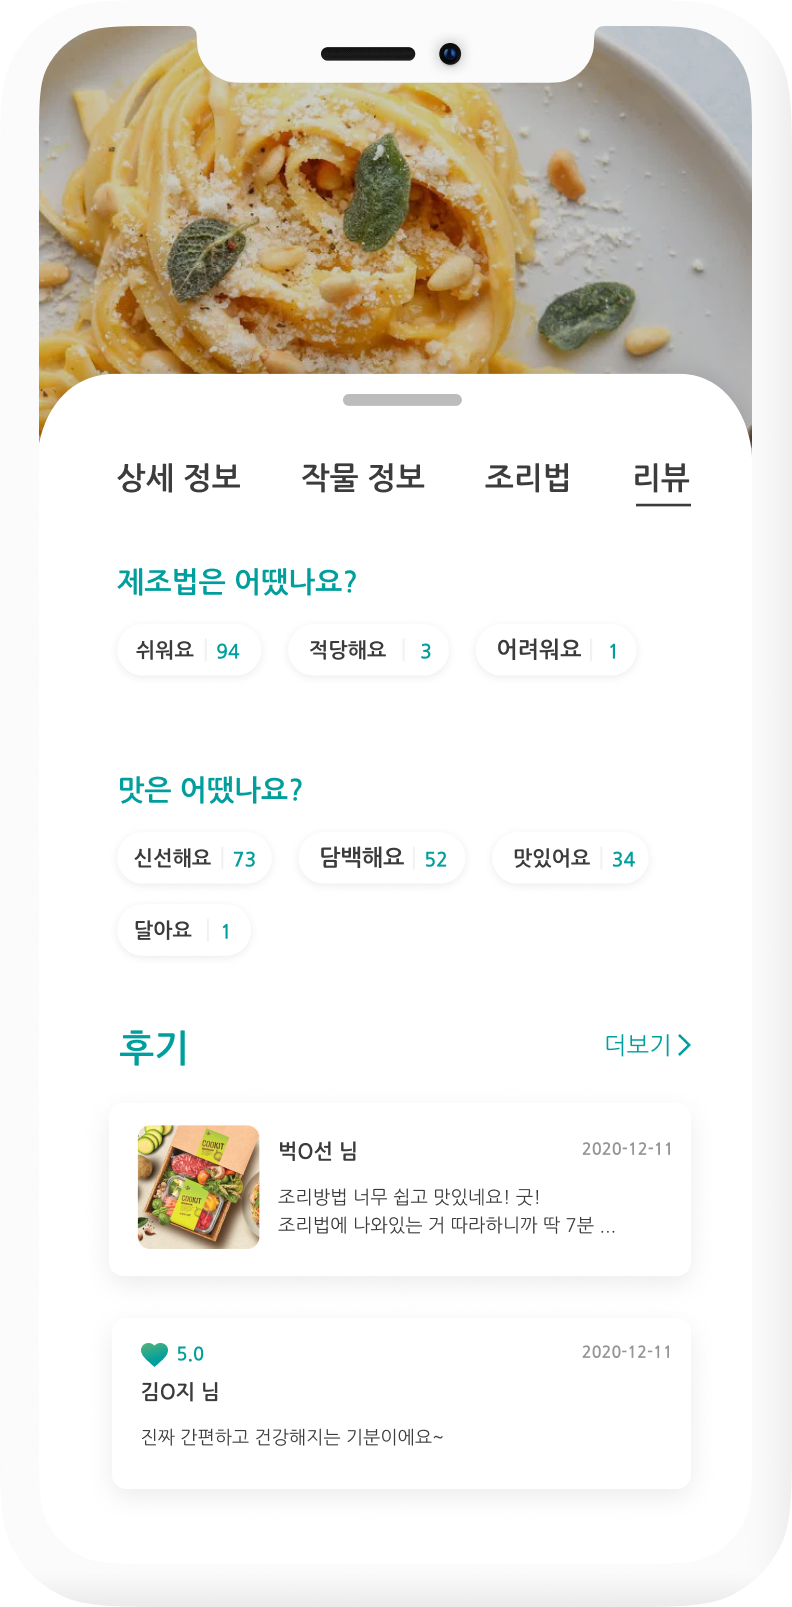 상세 정보 작물 정보 조리법 리뷰
제조법은 어땠나요?
쉬워요 94 적당해요 3 어려워요 1
맛은 어땠나요?
신선해요 73 담백해요 52 맛있어요 34
달아요 1
후기 더보기
벅O선 님 2020-12-11
조리방법 너무 쉽고 맛있네요! 굿!
조리법에 나와있는 거 따라하니까 딱 7분 ...
COOKIT
COOKIT
5.0 2020-12-11
김O지 님
진짜 간편하고 건강해지는 기분이에요~